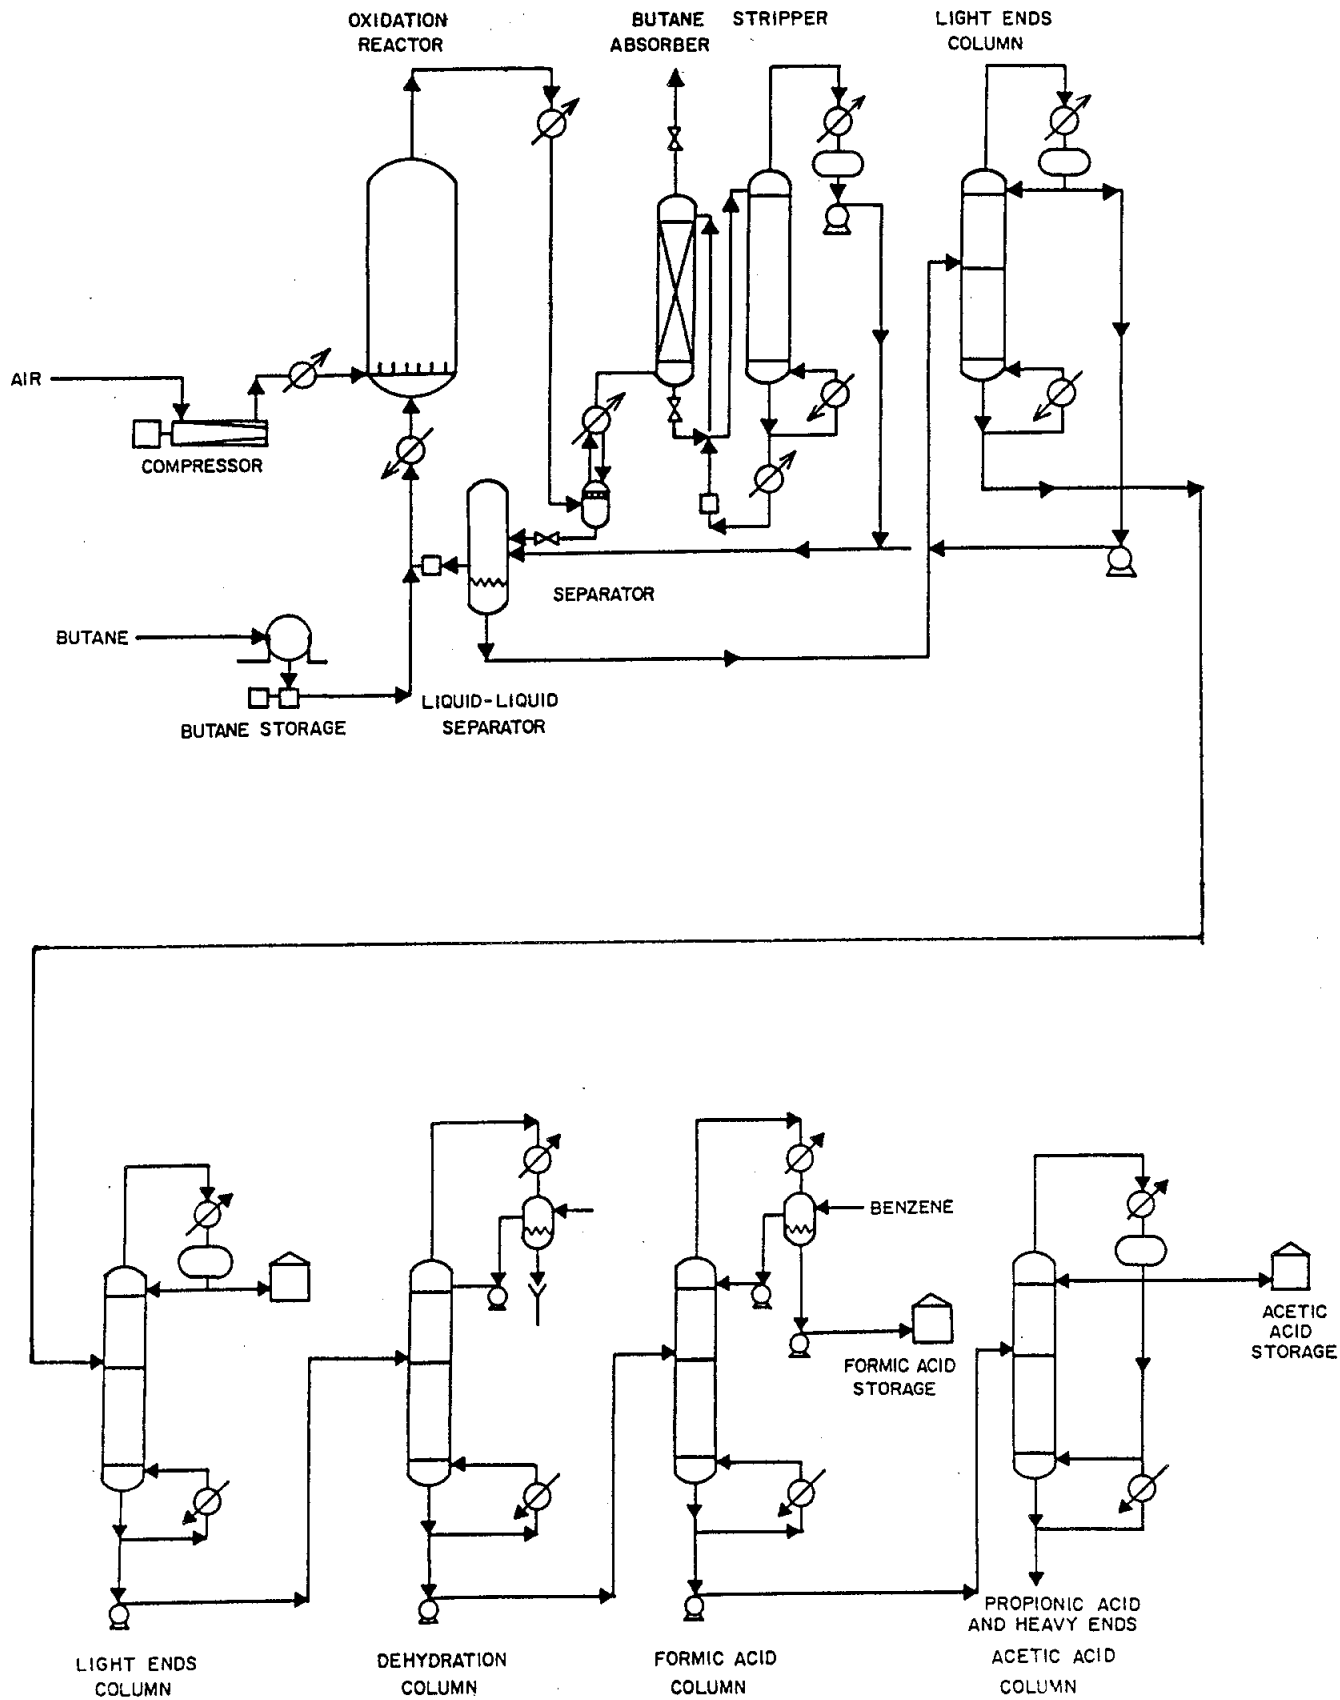 OXIDATION
REACTOR
BUTANE
ABSORBER
STRIPPER
LIGHT ENDS
COLUMN
AIR
COMPRESSOR
SEPARATOR
BUTANE
LIQUID-LIQUID
SEPARATOR
BUTANE STORAGE
BENZENE
ACETIC
ACID
STORAGE
FORMIC ACID
STORAGE
PROPIONIC ACID
AND HEAVY ENDS
LIGHT ENDS
COLUMN
DEHYDRATION
COLUMN
FORMIC ACID
COLUMN
ACETIC ACID
COLUMN